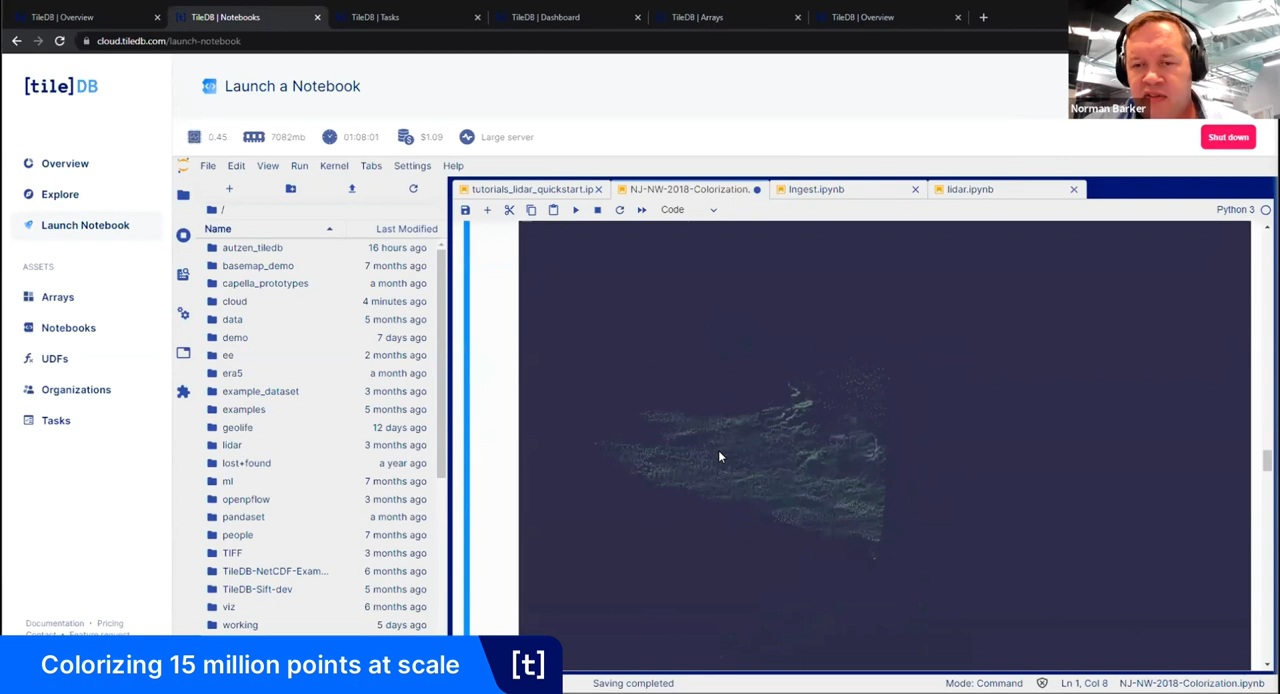 TileDB | Overview
TileDB | Notebooks
TileDB | Tasks
TileDB | Dashboard
TileDB | Arrays
TileDB | Overview
cloud.tiledb.com/launch-notebook
[tile]DB
Launch a Notebook
Norman Barker
0.45
7082mb
01:08:01
$1.09
Large server
Shut down
Overview
Explore
Launch Notebook
ASSETS
Arrays
Notebooks
UDFs
Organizations
Tasks
Documentation · Pricing
Contact · Feature request
File Edit View Run Kernel Tabs Settings Help
/
Name Last Modified
autzen_tiledb 16 hours ago
basemap_demo 7 months ago
capella_prototypes a month ago
cloud 4 minutes ago
data 5 months ago
demo 7 days ago
ee 2 months ago
era5 a month ago
example_dataset 3 months ago
examples 5 months ago
geolife 12 days ago
lidar 3 months ago
lost+found a year ago
ml 7 months ago
openpflow 3 months ago
pandaset a month ago
people 7 months ago
TIFF 3 months ago
TileDB-NetCDF-Exam... 6 months ago
TileDB-Sift-dev 5 months ago
viz 6 months ago
working 5 days ago
tutorials_lidar_quickstart.ip
NJ-NW-2018-Colorization.
Ingest.ipynb
lidar.ipynb
Code
Python 3
Colorizing 15 million points at scale
[t]
Saving completed
Mode: Command
Ln 1, Col 8
NJ-NW-2018-Colorization.ipynb